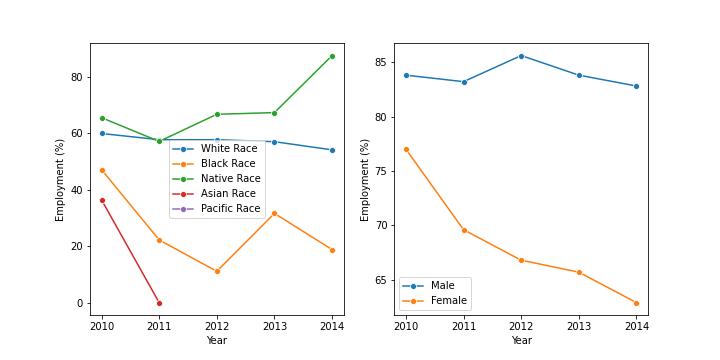 Employment (%)
80
60
40
20
0
2010 2011 2012 2013 2014
Year
White Race
Black Race
Native Race
Asian Race
Pacific Race
Employment (%)
85
80
75
70
65
2010 2011 2012 2013 2014
Year
Male
Female